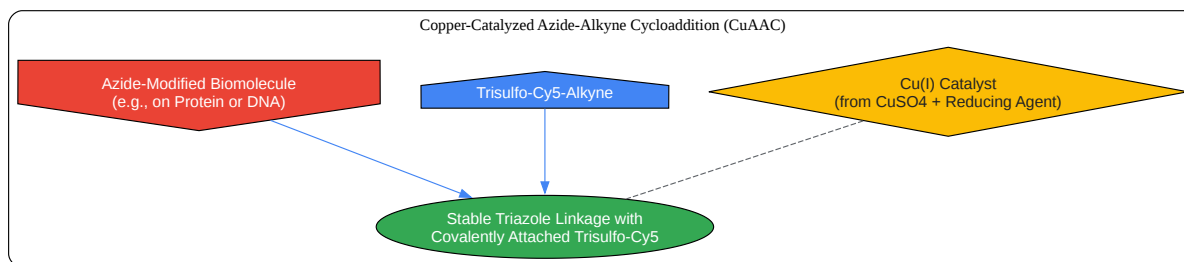 Copper-Catalyzed Azide-Alkyne Cycloaddition (CuAAC)
Azide-Modified Biomolecule
(e.g., on Protein or DNA)
Trisulfo-Cy5-Alkyne
Cu(I) Catalyst
(from CuSO4 + Reducing Agent)
Stable Triazole Linkage with
Covalently Attached Trisulfo-Cy5